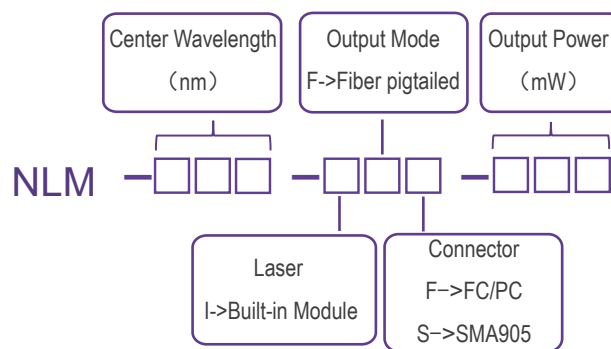 Center Wavelength
（nm）
Output Mode
F->Fiber pigtailed
Output Power
（mW）
NLM
Laser
I->Built-in Module
Connector
F–>FC/PC
S–>SMA905